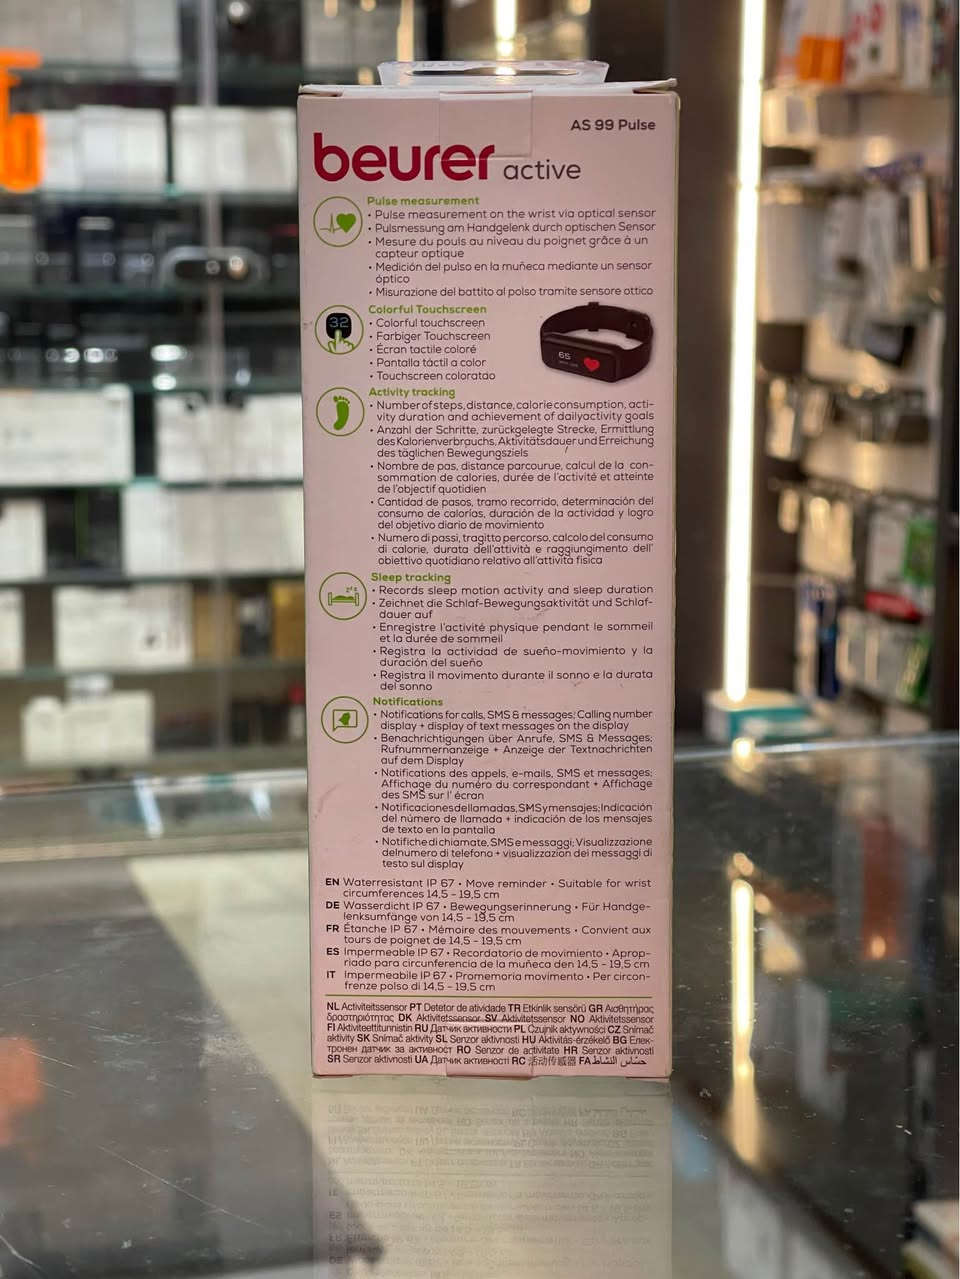 AS 99 Pulse
beurer active
Pulse measurement
• Pulse measurement on the wrist via optical sensor
• Pulsmessung am Handgelenk durch optischen Sensor
• Mesure du pouls au niveau du poignet grâce à un
capteur optique
• Medición del pulso en la muñeca mediante un sensor
óptico
• Misurazione del battito al polso tramite sensore ottico
Colorful Touchscreen
32
• Colorful touchscreen
• Farbiger Touchscreen
• Écran tactile coloré
• Pantalla táctil a color
• Touchscreen colorato
65
Activity tracking
• Number of steps, distance, calorie consumption, acti-
vity duration and achievement of daily activity goals
• Anzahl der Schritte, zurückgelegte Strecke, Ermittlung
des Kalorienverbrauchs, Aktivitätsdauer und Erreichung
des täglichen Bewegungsziels
• Nombre de pas, distance parcourue, calcul de la con-
sommation de calories, durée de l'activité et atteinte
de l'objectif quotidien
• Cantidad de pasos, tramo recorrido, determinación del
consumo de calorías, duración de la actividad y logro
del objetivo diario de movimiento
• Numero di passi, tragitto percorso, calcolo del consumo
di calorie, durata dell'attività e raggiungimento dell'
obiettivo quotidiano relativo all'attività fisica
Sleep tracking
• Records sleep motion activity and sleep duration
• Zeichnet die Schlaf-Bewegungsaktivität und Schlaf-
dauer auf
• Enregistre l'activité physique pendant le sommeil
et la durée de sommeil
• Registra la actividad de sueño-movimiento y la
duración del sueño
• Registra il movimento durante il sonno e la durata
del sonno
Notifications
• Notifications for calls, SMS & messages; Calling number
display + display of text messages on the display
• Benachrichtigungen über Anrufe, SMS & Messages;
Rufnummernanzeige + Anzeige der Textnachrichten
auf dem Display
• Notifications des appels, e-mails, SMS et messages;
Affichage du numéro du correspondant + Affichage
des SMS sur l' écran
• Notificaciones de llamadas, SMS y mensajes; Indicación
del número de llamada + indicación de los mensajes
de texto en la pantalla
• Notifiche di chiamate, SMS e messaggi; Visualizzazione
del numero di telefono + visualizzazion dei messaggi di
testo sul display
EN Waterresistant IP 67 • Move reminder • Suitable for wrist
circumferences 14,5 – 19,5 cm
DE Wasserdicht IP 67 • Bewegungserinnerung • Für Handge-
lenksumfänge von 14,5 – 19,5 cm
FR Étanche IP 67 • Mémoire des mouvements • Convient aux
tours de poignet de 14,5 – 19,5 cm
ES Impermeable IP 67 • Recordatorio de movimiento • Aprop-
riado para circunferencia de la muñeca den 14,5 – 19,5 cm
IT Impermeabile IP 67 • Promemoria movimento • Per circon-
frenze polso di 14,5 – 19,5 cm
NL Activiteitssensor PT Detetor de atividade TR Etkinlik sensörü GR Αισθητήρας
δραστηριότητας DK Aktivitetssensor SV Aktivitetssensor NO Aktivitetssensor
FI Aktiviteettitunnistin RU Датчик активности PL Czujnik aktywności CZ Snímač
aktivity SK Snímač aktivity SL Senzor aktivnosti HU Aktivitás-érzékelő BG Елек-
тронен датчик за активност RO Senzor de activitate HR Senzor aktivnosti
SR Senzor aktivnosti UA Датчик активності RC 活动传感器 FA حسّاس النشاط